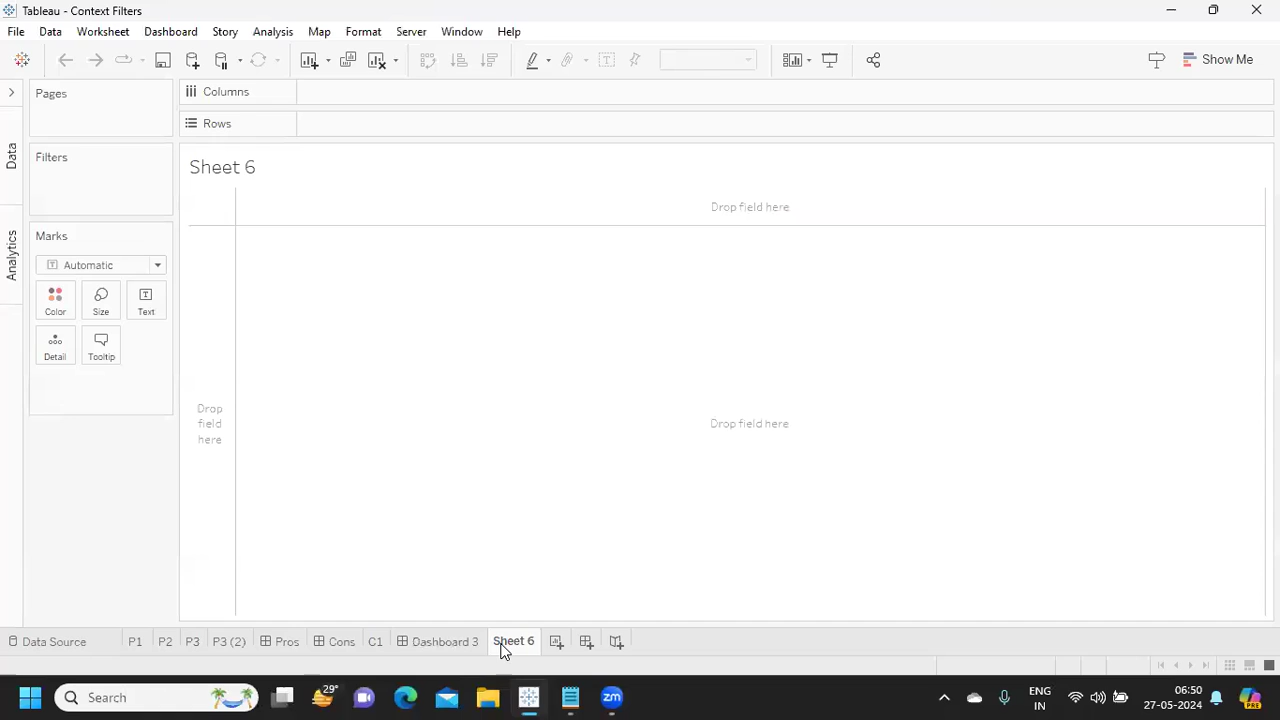 Tableau - Context Filters
File Data Worksheet Dashboard Story Analysis Map Format Server Window Help
Show Me
Pages
Columns
Rows
Data
Filters
Sheet 6
Drop field here
Marks
Analytics
Automatic
Color Size Text
Detail Tooltip
Drop
field
here
Drop field here
Data Source P1 P2 P3 P3 (2) Pros Cons C1 Dashboard 3 Sheet 6
Search
29°
zm
ENG
IN
06:50
27-05-2024
PRE